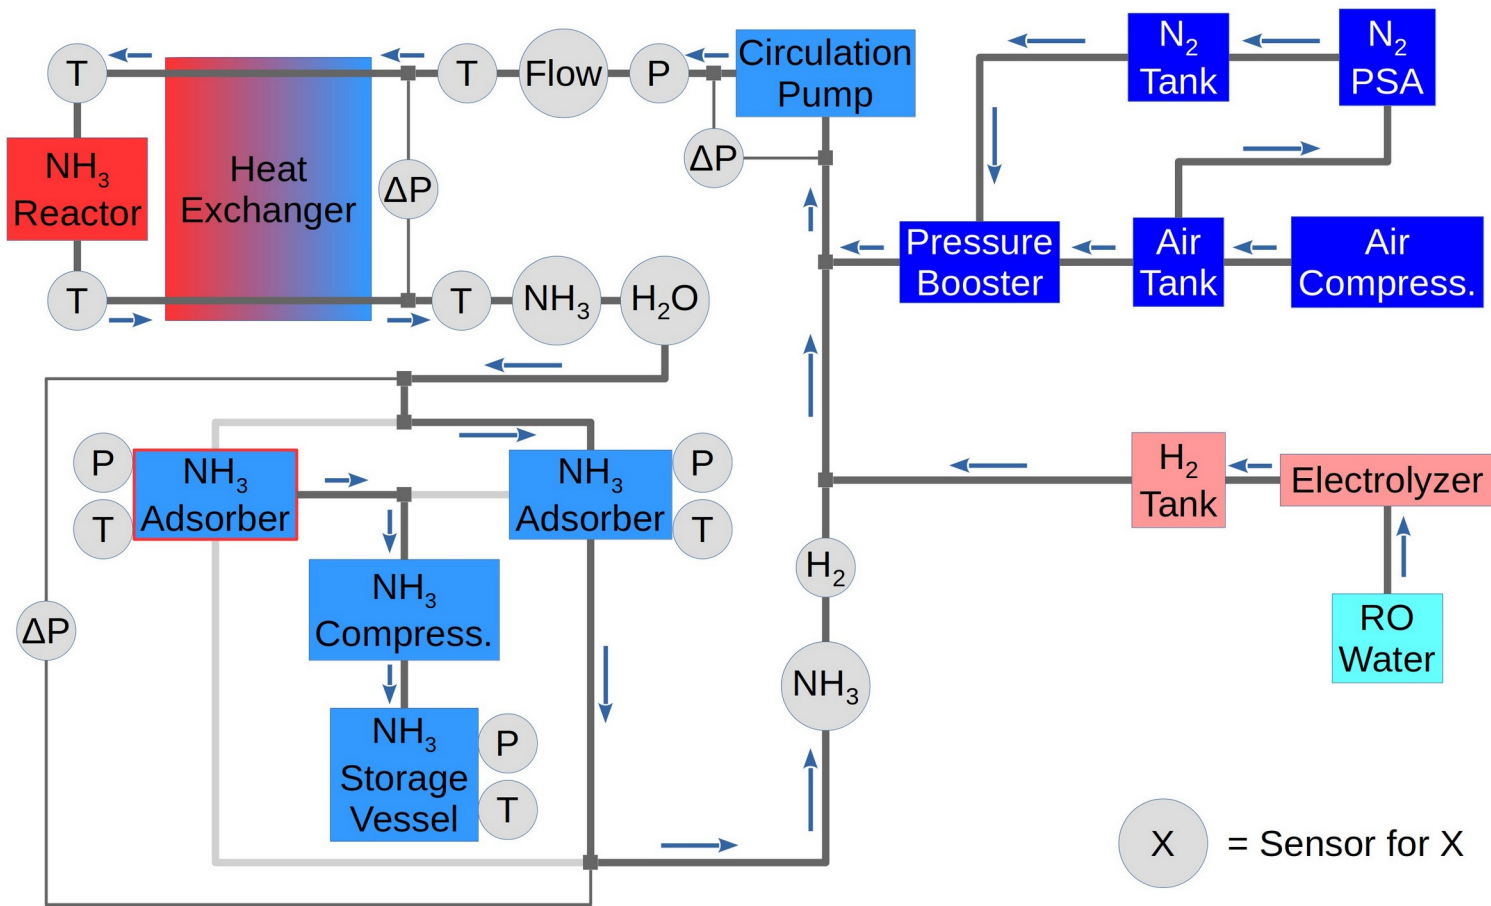 T
T
Flow
P
Circulation
Pump
N₂
Tank
N₂
PSA
NH₃
Reactor
Heat
Exchanger
ΔP
ΔP
Pressure
Booster
Air
Tank
Air
Compress.
T
T
NH₃
H₂O
P
T
NH₃
Adsorber
NH₃
Adsorber
P
T
H₂
Tank
Electrolyzer
NH₃
Compress.
H₂
RO
Water
ΔP
NH₃
NH₃
Storage
Vessel
P
T
X
= Sensor for X